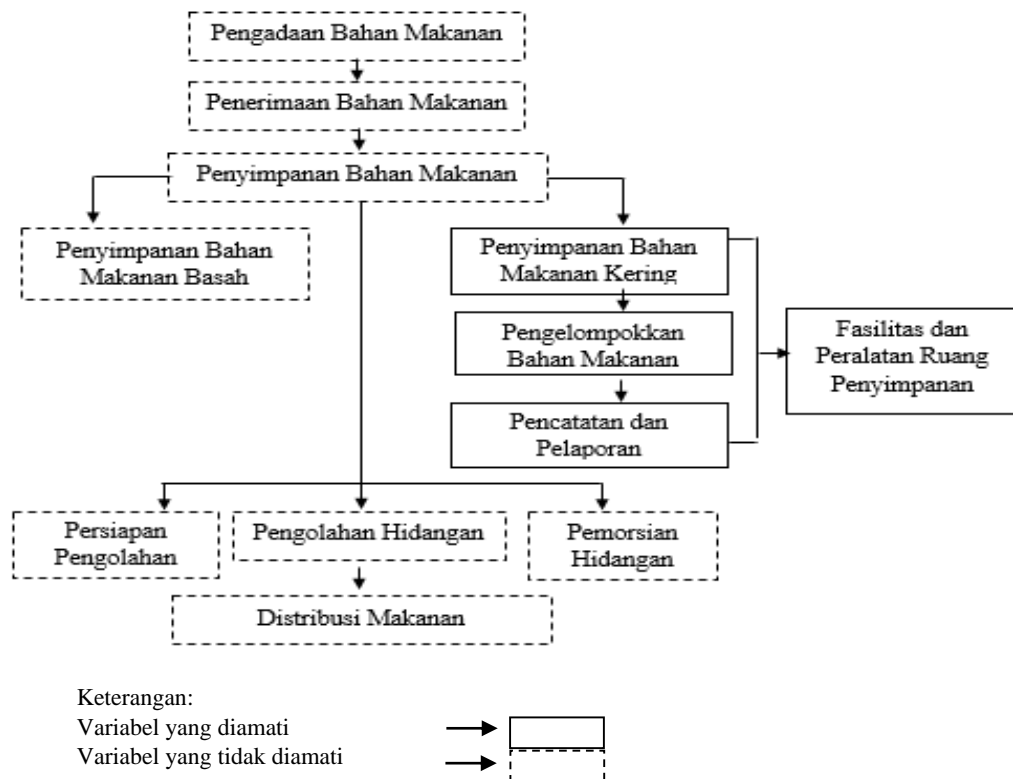 Pengadaan Bahan Makanan
Penerimaan Bahan Makanan
Penyimpanan Bahan Makanan
Penyimpanan Bahan
Makanan Basah
Penyimpanan Bahan
Makanan Kering
Pengelompokkan
Bahan Makanan
Pencatatan dan
Pelaporan
Fasilitas dan
Peralatan Ruang
Penyimpanan
Persiapan
Pengolahan
Pengolahan Hidangan
Pemorsian
Hidangan
Distribusi Makanan
Keterangan:
Variabel yang diamati
Variabel yang tidak diamati